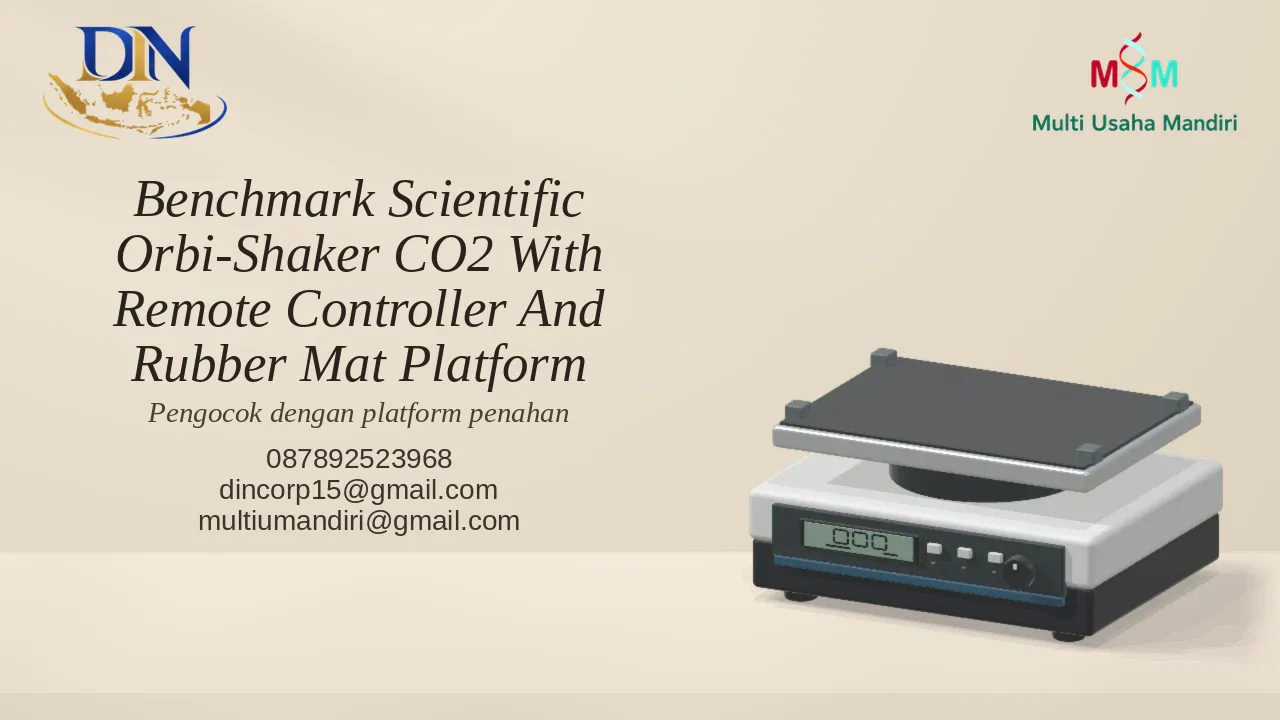 DIN
MSM
Multi Usaha Mandiri
Benchmark Scientific
Orbi-Shaker CO2 With
Remote Controller And
Rubber Mat Platform
Pengocok dengan platform penahan
087892523968
dincorp15@gmail.com
multiumandiri@gmail.com
000